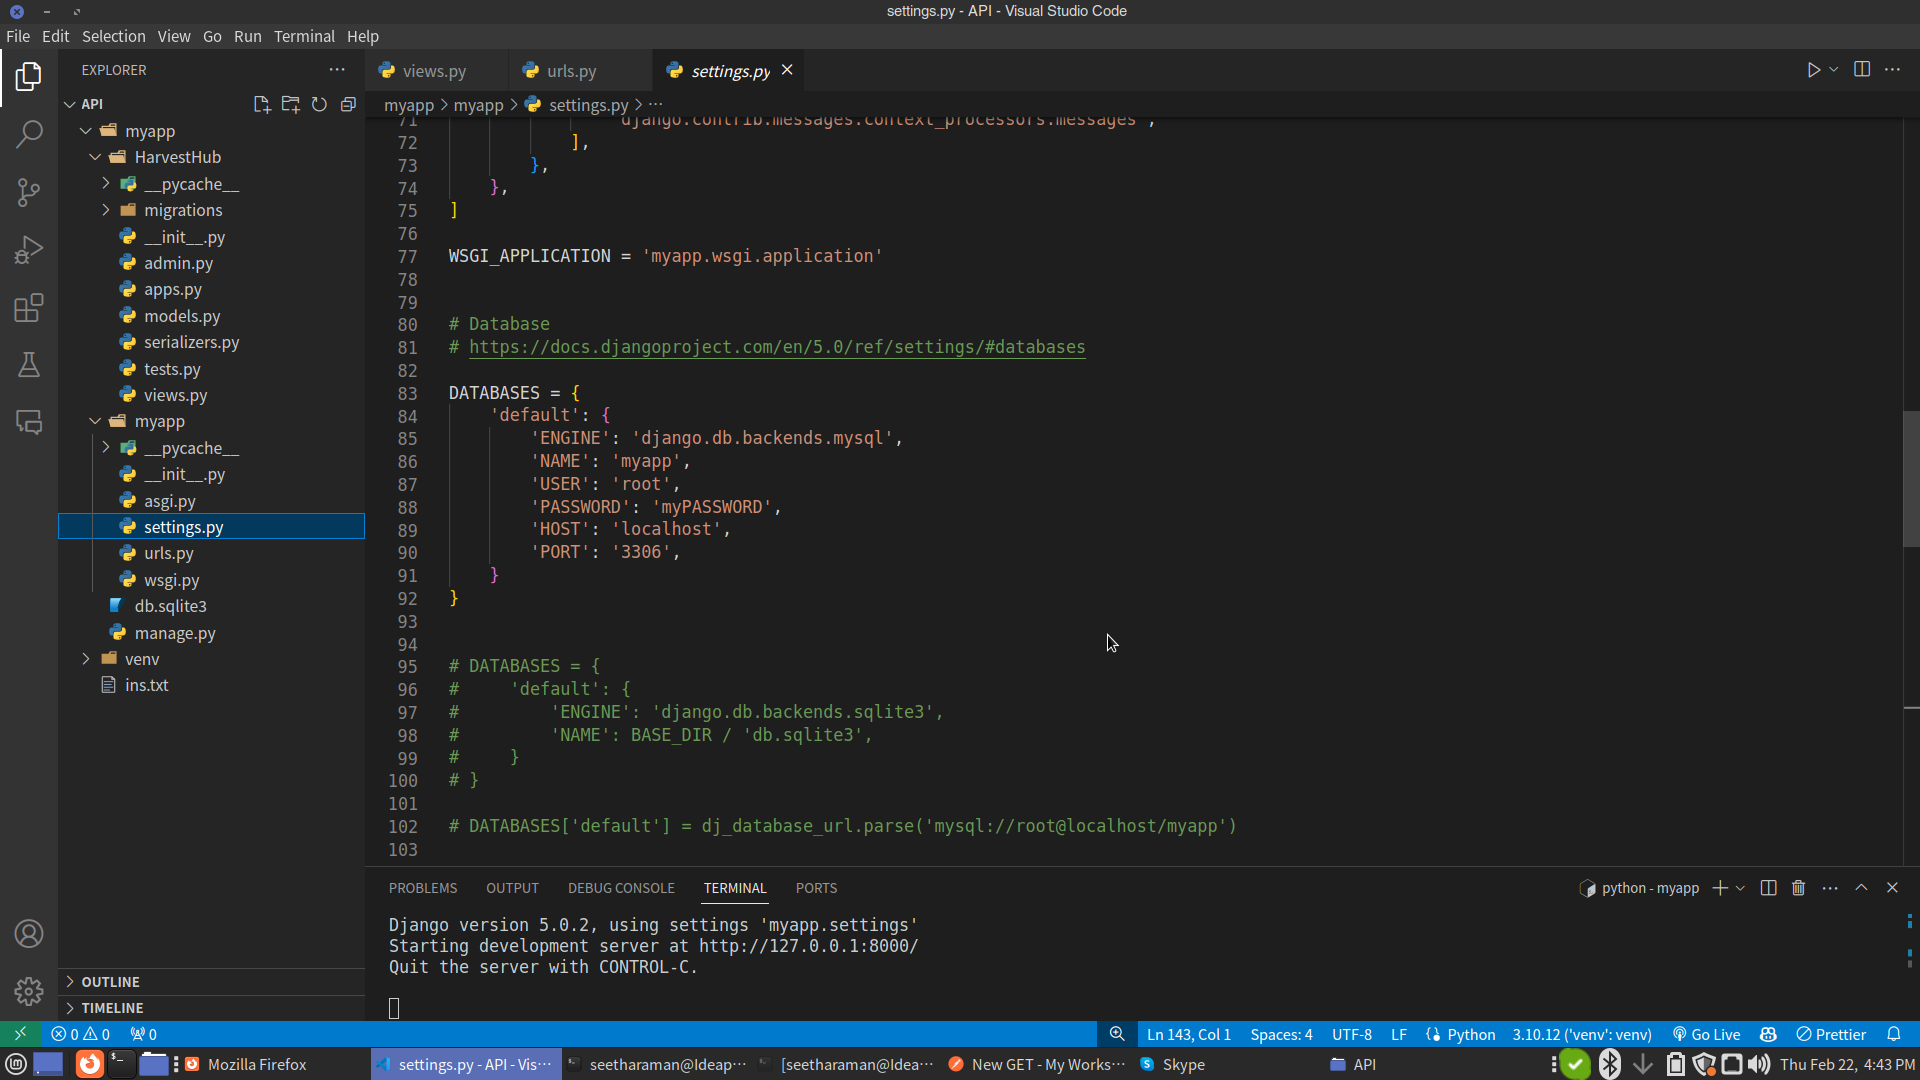 settings.py - API - Visual Studio Code
File Edit Selection View Go Run Terminal Help
EXPLORER
API
myapp
HarvestHub
__pycache__
migrations
__init__.py
admin.py
apps.py
models.py
serializers.py
tests.py
views.py
myapp
__pycache__
__init__.py
asgi.py
settings.py
urls.py
wsgi.py
db.sqlite3
manage.py
venv
ins.txt
OUTLINE
TIMELINE
views.py urls.py settings.py
myapp > myapp > settings.py > ...
71 'django.contrib.messages.context_processors.messages',
72 ],
73 },
74 },
75 ]
76
77 WSGI_APPLICATION = 'myapp.wsgi.application'
78
79
80 # Database
81 # https://docs.djangoproject.com/en/5.0/ref/settings/#databases
82
83 DATABASES = {
84 'default': {
85 'ENGINE': 'django.db.backends.mysql',
86 'NAME': 'myapp',
87 'USER': 'root',
88 'PASSWORD': 'myPASSWORD',
89 'HOST': 'localhost',
90 'PORT': '3306',
91 }
92 }
93
94
95 # DATABASES = {
96 # 'default': {
97 # 'ENGINE': 'django.db.backends.sqlite3',
98 # 'NAME': BASE_DIR / 'db.sqlite3',
99 # }
100 # }
101
102 # DATABASES['default'] = dj_database_url.parse('mysql://root@localhost/myapp')
103
PROBLEMS OUTPUT DEBUG CONSOLE TERMINAL PORTS
python - myapp
Django version 5.0.2, using settings 'myapp.settings'
Starting development server at http://127.0.0.1:8000/
Quit the server with CONTROL-C.
0 0 0 Ln 143, Col 1 Spaces: 4 UTF-8 LF Python 3.10.12 ('venv': venv) Go Live Prettier
Mozilla Firefox settings.py - API - Vis... seetharaman@Ideap... [seetharaman@Idea... New GET - My Works... Skype API Thu Feb 22, 4:43 PM